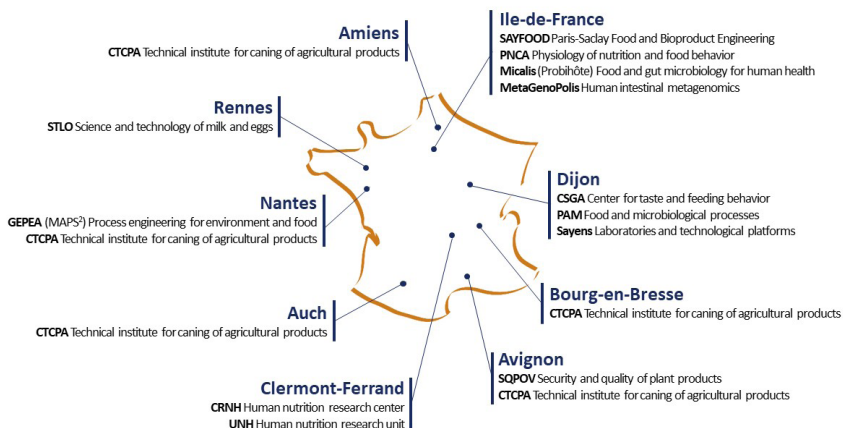 Amiens
CTCPA Technical institute for caning of agricultural products
Ile-de-France
SAYFOOD Paris-Saclay Food and Bioproduct Engineering
PNCA Physiology of nutrition and food behavior
Micalis (Probihôte) Food and gut microbiology for human health
MetaGenoPolis Human intestinal metagenomics
Rennes
STLO Science and technology of milk and eggs
Nantes
GEPEA (MAPS²) Process engineering for environment and food
CTCPA Technical institute for caning of agricultural products
Dijon
CSGA Center for taste and feeding behavior
PAM Food and microbiological processes
Sayens Laboratories and technological platforms
Bourg-en-Bresse
CTCPA Technical institute for caning of agricultural products
Auch
CTCPA Technical institute for caning of agricultural products
Avignon
SQPOV Security and quality of plant products
CTCPA Technical institute for caning of agricultural products
Clermont-Ferrand
CRNH Human nutrition research center
UNH Human nutrition research unit